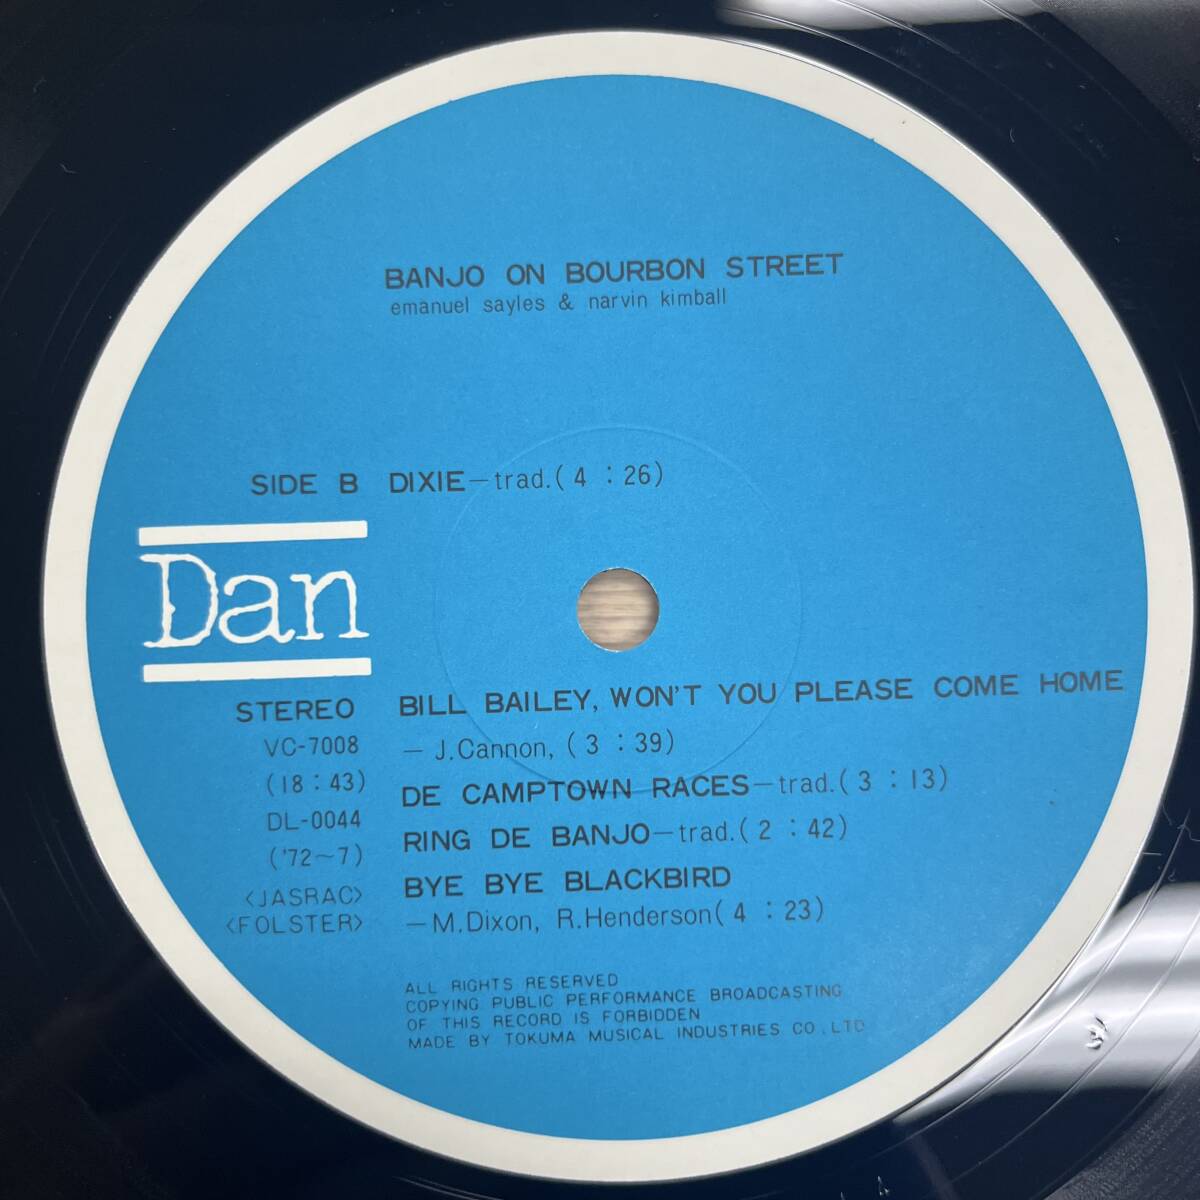 BANJO ON BOURBON STREET
emanuel sayles & narvin kimball
SIDE B DIXIE—trad.(4:26)
Dan
STEREO
VC-7008
(18:43)
DL-0044
('72~7)
<JASRAC>
<FOLSTER>
BILL BAILEY, WON'T YOU PLEASE COME HOME
— J.Cannon, (3:39)
DE CAMPTOWN RACES—trad.(3:13)
RING DE BANJO—trad.(2:42)
BYE BYE BLACKBIRD
—M.Dixon, R.Henderson(4:23)
ALL RIGHTS RESERVED
COPYING PUBLIC PERFORMANCE BROADCASTING
OF THIS RECORD IS FORBIDDEN
MADE BY TOKUMA MUSICAL INDUSTRIES CO.,LTD